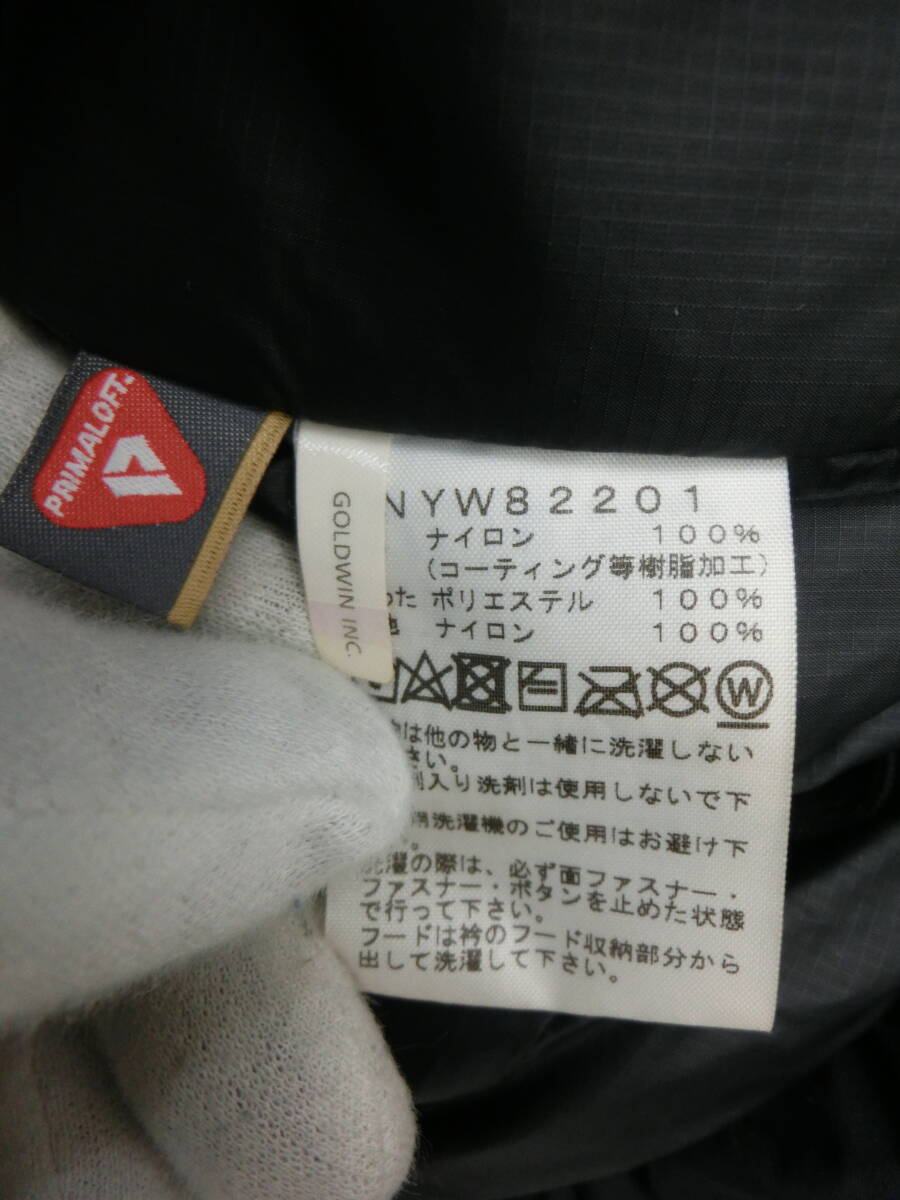 PRIMALOFT
GOLDWIN INC.
NYW82201
ナイロン 100%
(コーティング等樹脂加工)
わた ポリエステル 100%
他 ナイロン 100%
W
は他の物と一緒に洗濯しない
さい。
剤入り洗剤は使用しないで下
用洗濯機のご使用はお避け下
。
洗濯の際は、必ず面ファスナー・
ファスナー・ボタンを止めた状態
で行って下さい。
フードは衿のフード収納部分から
出して洗濯して下さい。